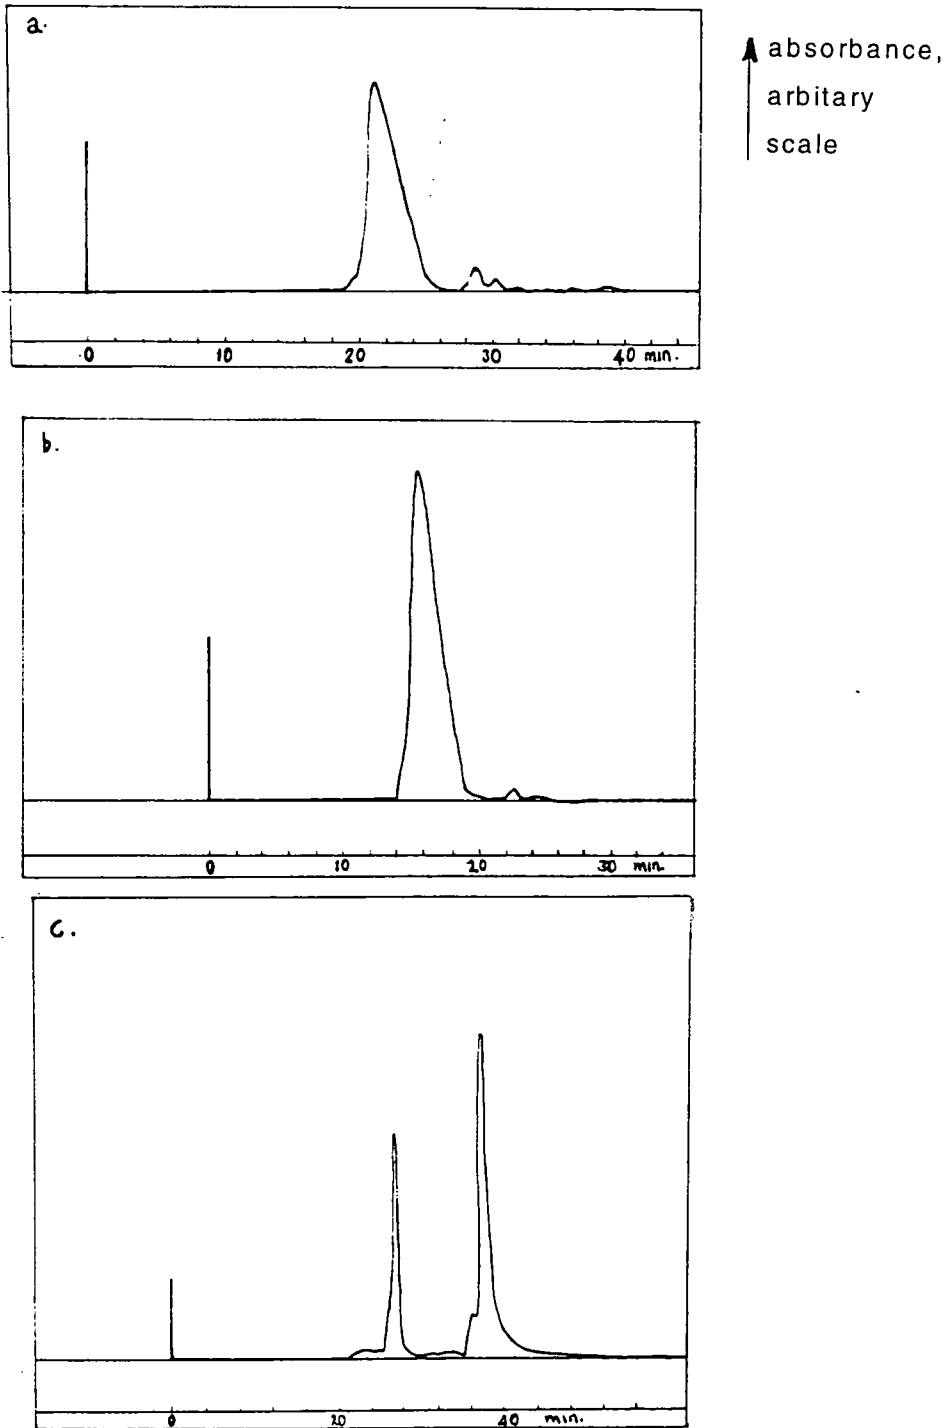 a.
absorbance,
arbitary
scale
0 10 20 30 40 min.
b.
0 10 20 30 min.
c.
0 20 40 min.